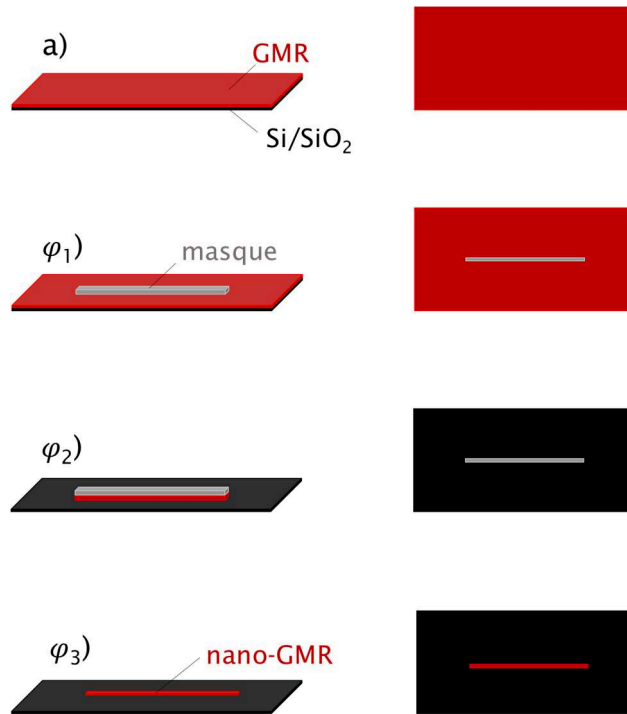 a)
GMR
Si/SiO₂
φ₁)
masque
φ₂)
φ₃)
nano-GMR